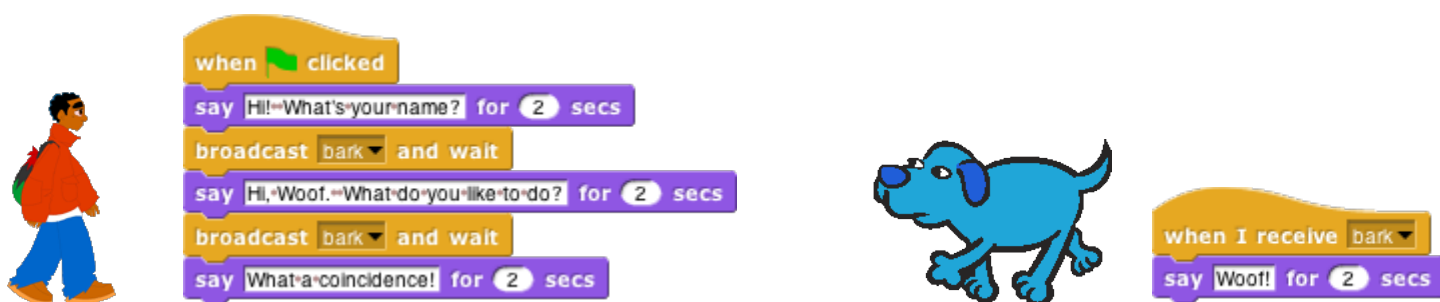 when clicked
say Hi! What's your name? for 2 secs
broadcast bark and wait
say Hi, Woof. What do you like to do? for 2 secs
broadcast bark and wait
say What a coincidence! for 2 secs
when I receive bark
say Woof! for 2 secs